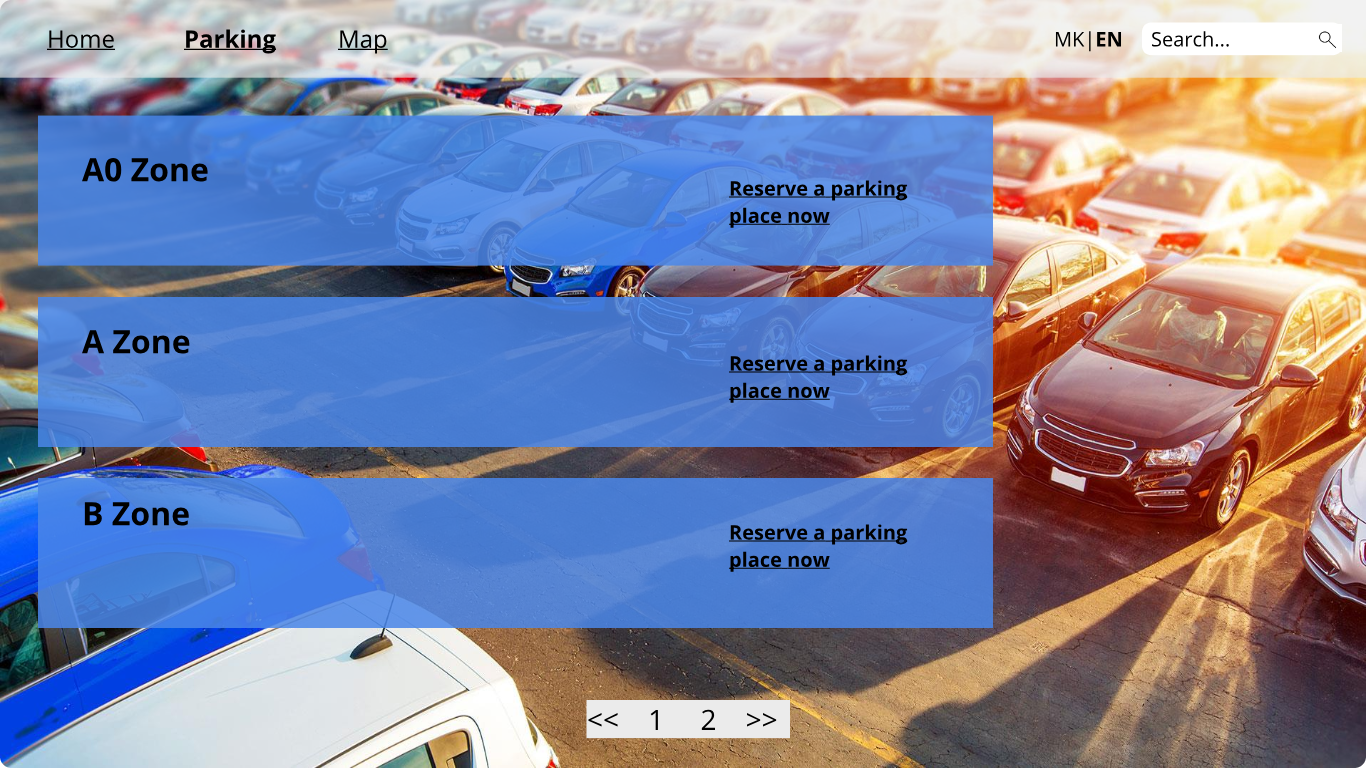 Home Parking Map MK|EN Search...
A0 Zone
Reserve a parking
place now
A Zone
Reserve a parking
place now
B Zone
Reserve a parking
place now
<< 1 2 >>